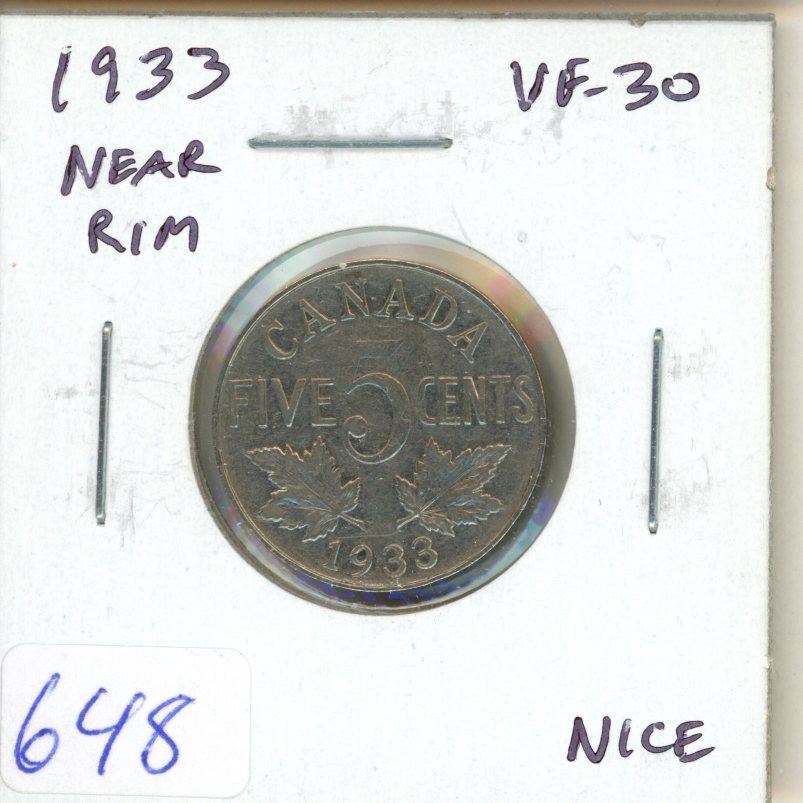 1933
VF-30
NEAR
RIM
CANADA
FIVE 5 CENTS
1933
648
NICE